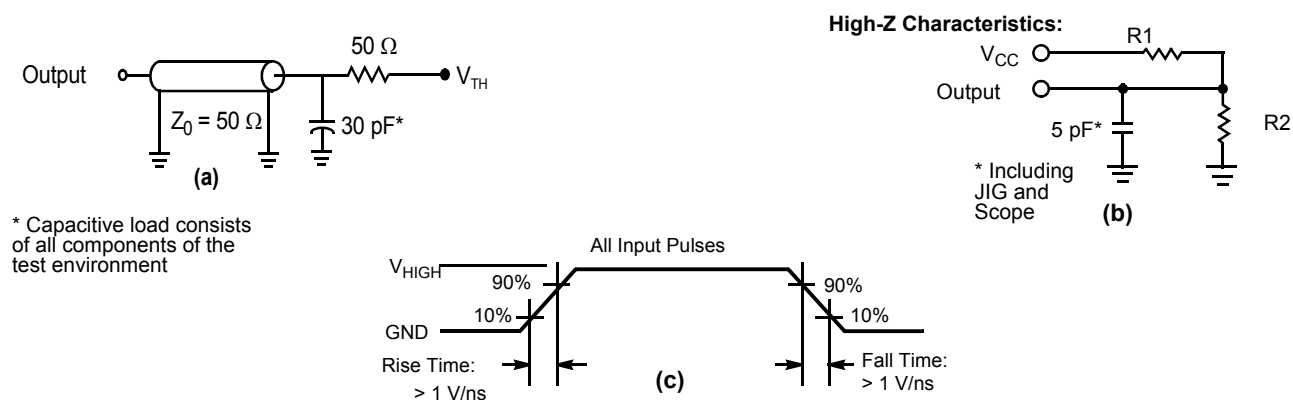 High-Z Characteristics:
50 Ω
R1
V_CC
Output
V_TH
Output
Z_0 = 50 Ω
30 pF*
5 pF*
R2
(a)
* Including
JIG and
Scope
(b)
* Capacitive load consists
of all components of the
test environment
All Input Pulses
V_HIGH
90%
90%
10%
10%
GND
Rise Time:
> 1 V/ns
(c)
Fall Time:
> 1 V/ns